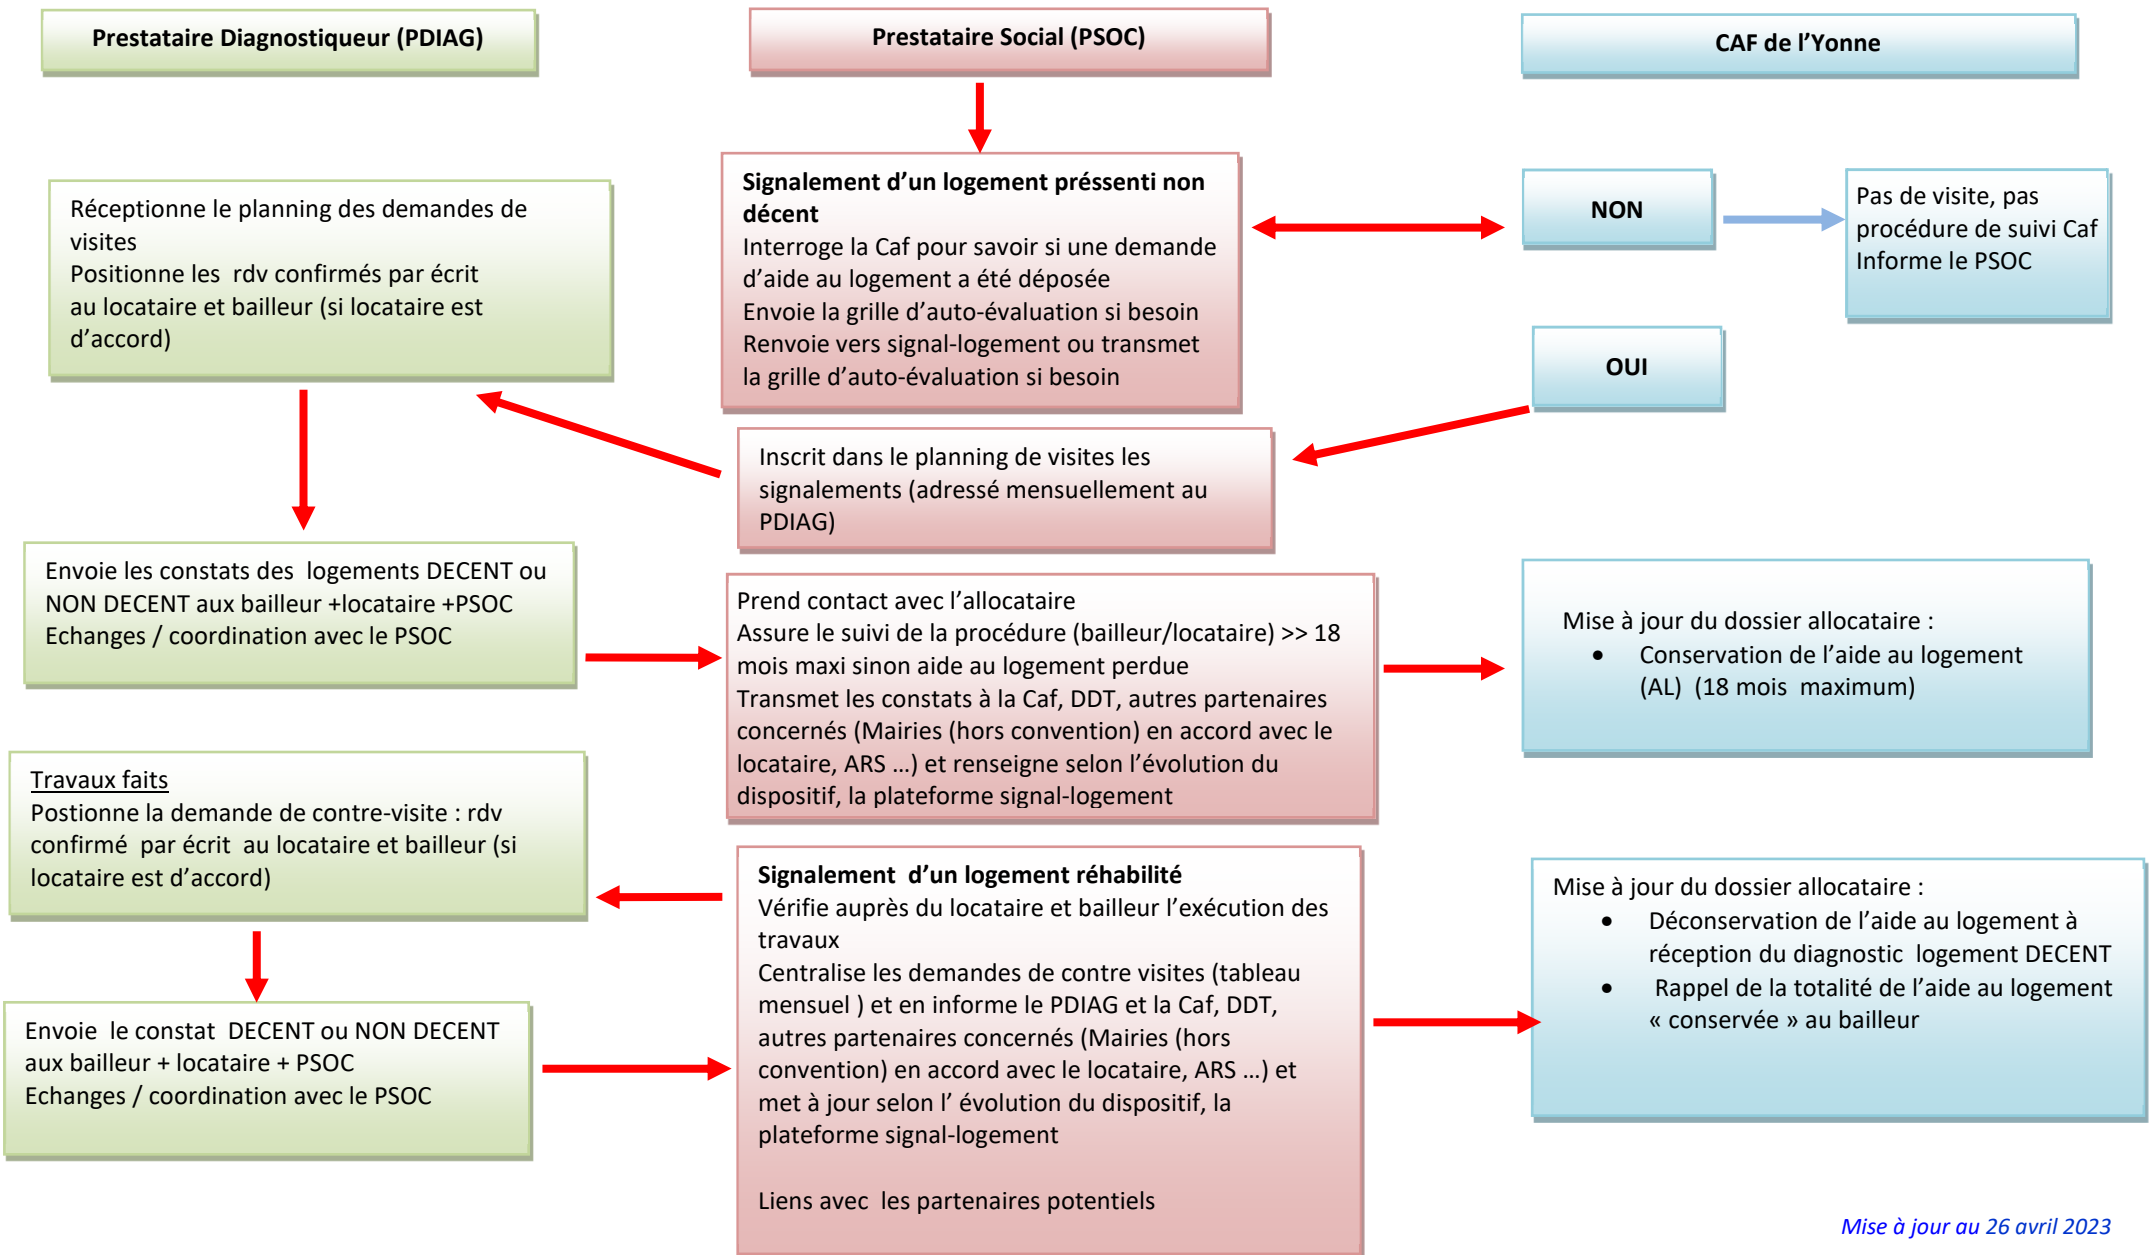 Prestataire Diagnostiqueur (PDIAG)
Prestataire Social (PSOC)
CAF de l’Yonne
Réceptionne le planning des demandes de
visites
Positionne les rdv confirmés par écrit
au locataire et bailleur (si locataire est
d’accord)
Signalement d’un logement préssenti non
décent
Interroge la Caf pour savoir si une demande
d’aide au logement a été déposée
Envoie la grille d’auto-évaluation si besoin
Renvoie vers signal-logement ou transmet
la grille d’auto-évaluation si besoin
NON
Pas de visite, pas
procédure de suivi Caf
Informe le PSOC
OUI
Inscrit dans le planning de visites les
signalements (adressé mensuellement au
PDIAG)
Envoie les constats des logements DECENT ou
NON DECENT aux bailleur +locataire +PSOC
Echanges / coordination avec le PSOC
Prend contact avec l’allocataire
Assure le suivi de la procédure (bailleur/locataire) >> 18
mois maxi sinon aide au logement perdue
Transmet les constats à la Caf, DDT, autres partenaires
concernés (Mairies (hors convention) en accord avec le
locataire, ARS …) et renseigne selon l’évolution du
dispositif, la plateforme signal-logement
Mise à jour du dossier allocataire :
• Conservation de l’aide au logement
(AL) (18 mois maximum)
Travaux faits
Postionne la demande de contre-visite : rdv
confirmé par écrit au locataire et bailleur (si
locataire est d’accord)
Signalement d’un logement réhabilité
Vérifie auprès du locataire et bailleur l’exécution des
travaux
Centralise les demandes de contre visites (tableau
mensuel ) et en informe le PDIAG et la Caf, DDT,
autres partenaires concernés (Mairies (hors
convention) en accord avec le locataire, ARS …) et
met à jour selon l’ évolution du dispositif, la
plateforme signal-logement
Liens avec les partenaires potentiels
Mise à jour du dossier allocataire :
• Déconservation de l’aide au logement à
réception du diagnostic logement DECENT
• Rappel de la totalité de l’aide au logement
« conservée » au bailleur
Envoie le constat DECENT ou NON DECENT
aux bailleur + locataire + PSOC
Echanges / coordination avec le PSOC
Mise à jour au 26 avril 2023